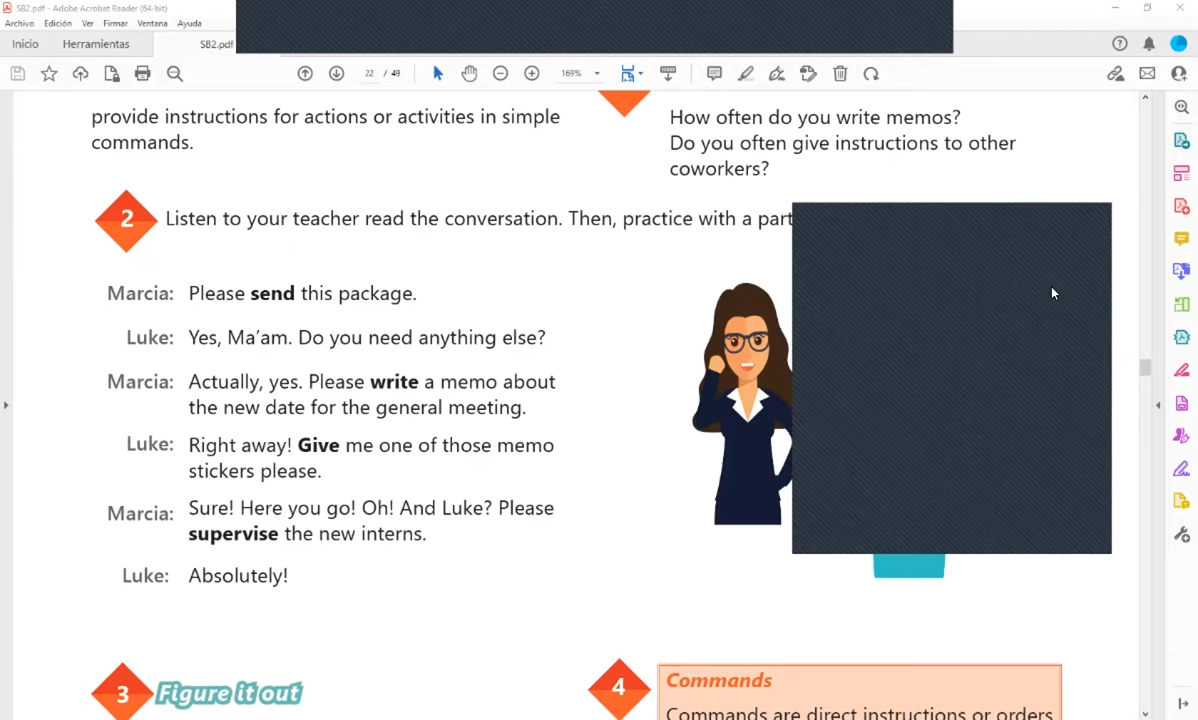 SB2.pdf - Adobe Acrobat Reader (64-bit)
Archivo Edición Ver Firmar Ventana Ayuda
Inicio Herramientas SB2.pdf
22 / 49 169%
provide instructions for actions or activities in simple
commands.
How often do you write memos?
Do you often give instructions to other
coworkers?
2 Listen to your teacher read the conversation. Then, practice with a
Marcia: Please send this package.
Luke: Yes, Ma’am. Do you need anything else?
Marcia: Actually, yes. Please write a memo about
the new date for the general meeting.
Luke: Right away! Give me one of those memo
stickers please.
Marcia: Sure! Here you go! Oh! And Luke? Please
supervise the new interns.
Luke: Absolutely!
3 Figure it out
4 Commands
Commands are direct instructions or orders